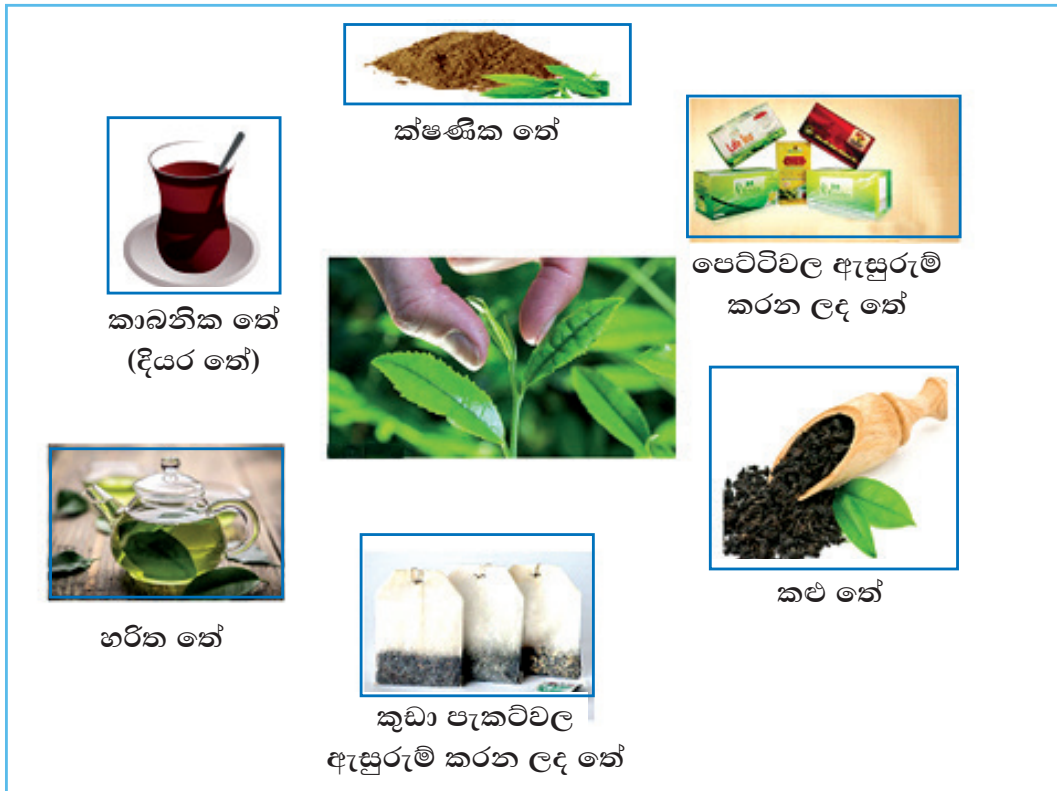 ක්ෂණික තේ
පෙට්ටිවල ඇසුරුම්
කරන ලද තේ
කාබනික තේ
(දියර තේ)
කළු තේ
හරිත තේ
කුඩා පැකට්වල
ඇසුරුම් කරන ලද තේ